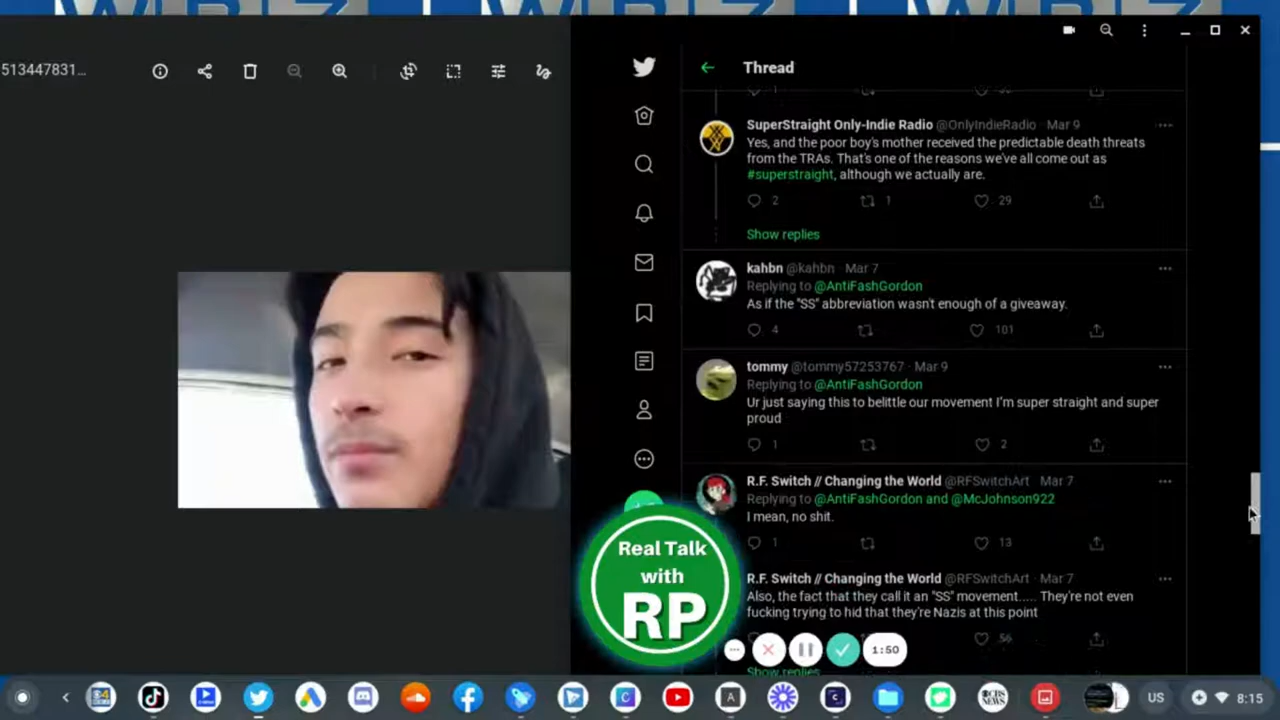 513447831...
Thread
SuperStraight Only-Indie Radio @OnlyIndieRadio · Mar 9
Yes, and the poor boy's mother received the predictable death threats
from the TRAs. That's one of the reasons we've all come out as
#superstraight, although we actually are.
2 1 29
Show replies
kahbn @kahbn · Mar 7
Replying to @AntiFashGordon
As if the "SS" abbreviation wasn't enough of a giveaway.
4 101
tommy @tommy57253767 · Mar 9
Replying to @AntiFashGordon
Ur just saying this to belittle our movement I'm super straight and super
proud
1 2
R.F. Switch // Changing the World @RFSwitchArt · Mar 7
Replying to @AntiFashGordon and @McJohnson922
I mean, no shit.
1 13
R.F. Switch // Changing the World @RFSwitchArt · Mar 7
Also, the fact that they call it an "SS" movement..... They're not even
fucking trying to hid that they're Nazis at this point
56
Show replies
Real Talk
with
RP
1:50
CBS
NEWS
US
8:15